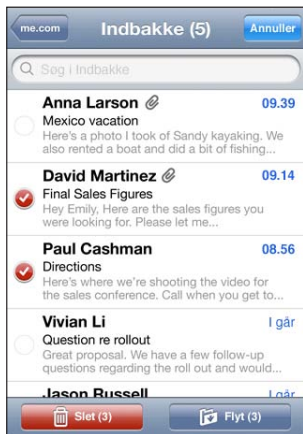 me.com Indbakke (5) Annuller
Søg i Indbakke
Anna Larson 09.39
Mexico vacation
Here's a photo I took of Sandy kayaking. We
also rented a boat and did a bit of fishing...
David Martinez 09.14
Final Sales Figures
Hey Emily, Here are the sales figures you
were looking for. Please let me...
Paul Cashman 08.56
Directions
Here's where we're shooting the video for
the sales conference. Call when you get to...
Vivian Li I går
Question re rollout
Great proposal. We have a few follow-up
questions regarding the roll out and would...
Jason Russell I går
Slet (3) Flyt (3)